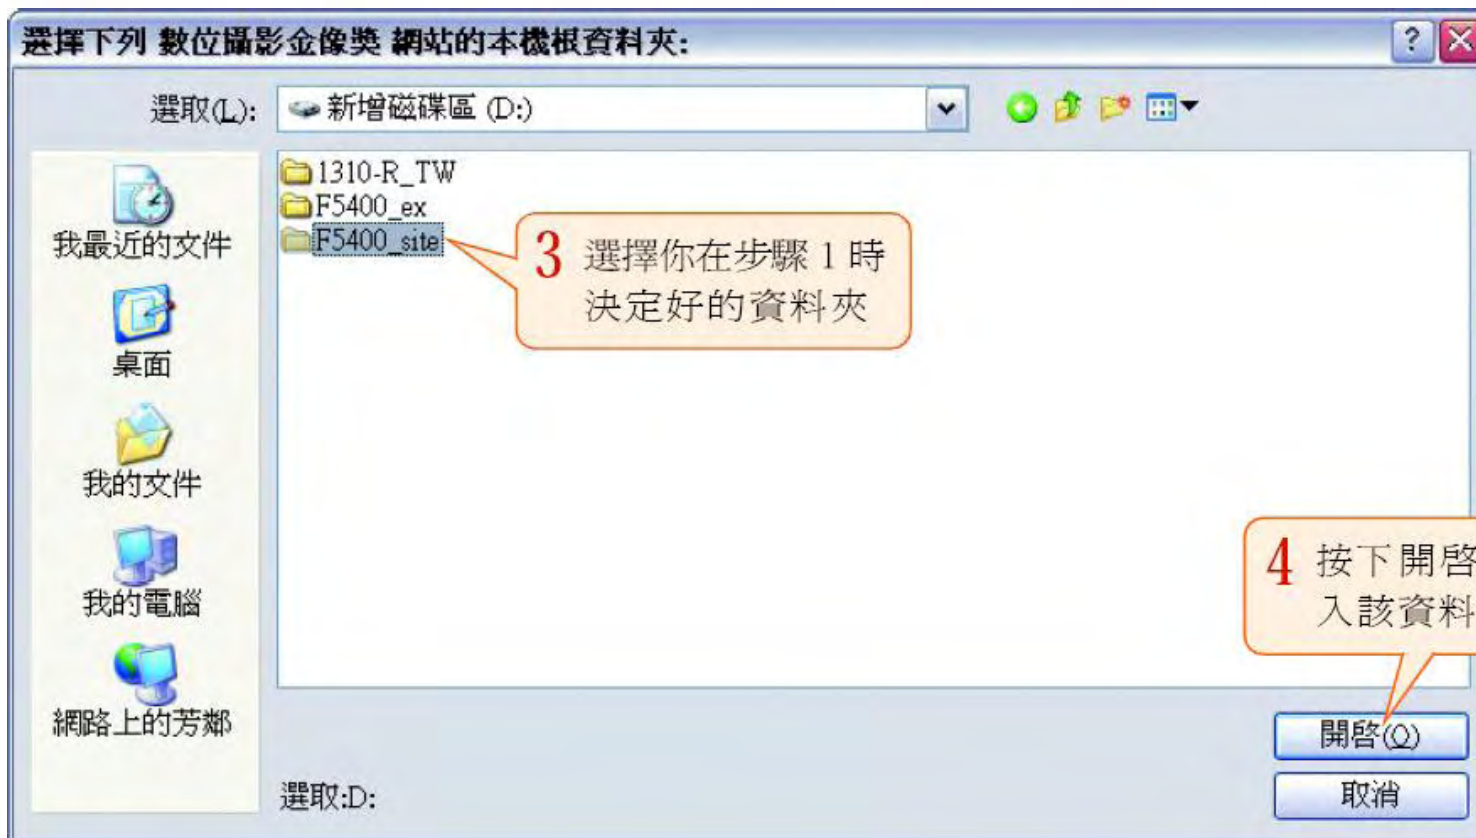 選擇下列 數位攝影金像獎 網站的本機根資料夾:
?
選取(L):
新增磁碟區 (D:)
1310-R_TW
F5400_ex
F5400_site
3 選擇你在步驟 1 時
決定好的資料夾
我最近的文件
桌面
我的文件
我的電腦
網路上的芳鄰
4 按下開啟
入該資料
開啟(O)
選取:D:
取消